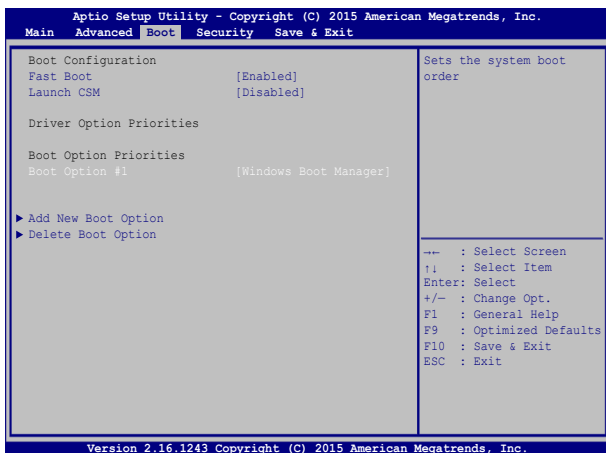 Aptio Setup Utility - Copyright (C) 2015 American Megatrends, Inc.
Main Advanced Boot Security Save & Exit
Boot Configuration
Fast Boot [Enabled]
Launch CSM [Disabled]
Driver Option Priorities
Boot Option Priorities
Boot Option #1 [Windows Boot Manager]
▶ Add New Boot Option
▶ Delete Boot Option
Sets the system boot
order
→← : Select Screen
↑↓ : Select Item
Enter: Select
+/— : Change Opt.
F1 : General Help
F9 : Optimized Defaults
F10 : Save & Exit
ESC : Exit
Version 2.16.1243 Copyright (C) 2015 American Megatrends, Inc.